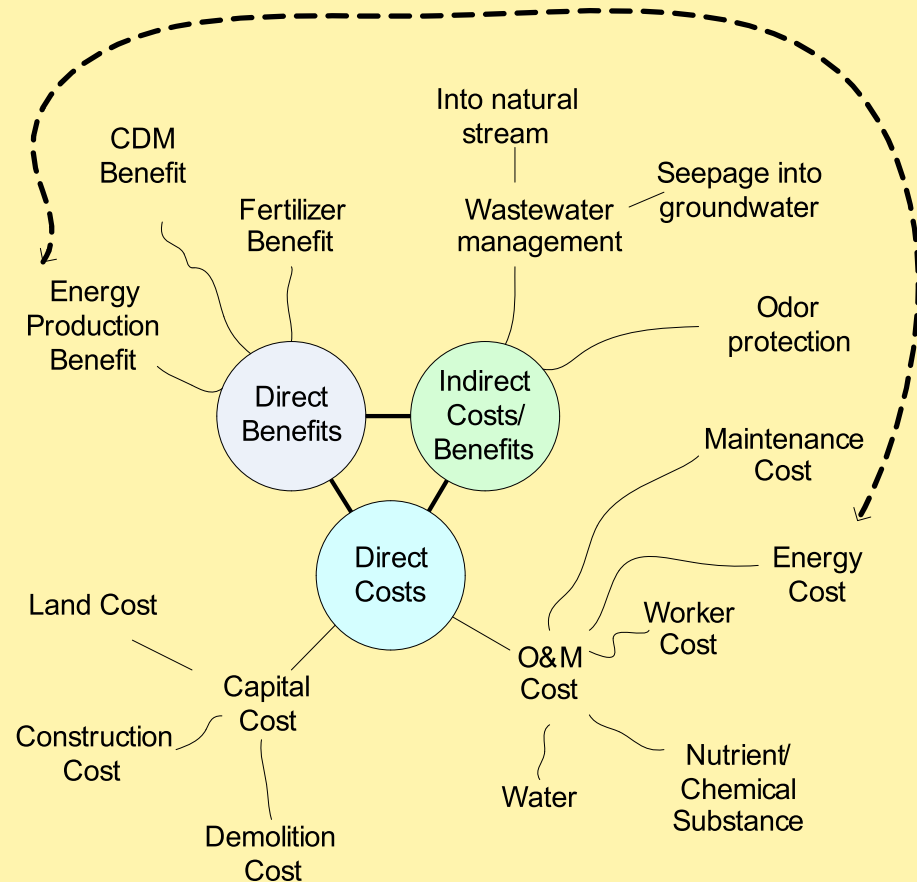 Into natural
stream
CDM
Benefit
Seepage into
groundwater
Fertilizer
Benefit
Wastewater
management
Energy
Production
Benefit
Odor
protection
Direct
Benefits
Indirect
Costs/
Benefits
Maintenance
Cost
Direct
Costs
Energy
Cost
Land Cost
Worker
Cost
O&M
Cost
Capital
Cost
Construction
Cost
Nutrient/
Chemical
Substance
Water
Demolition
Cost